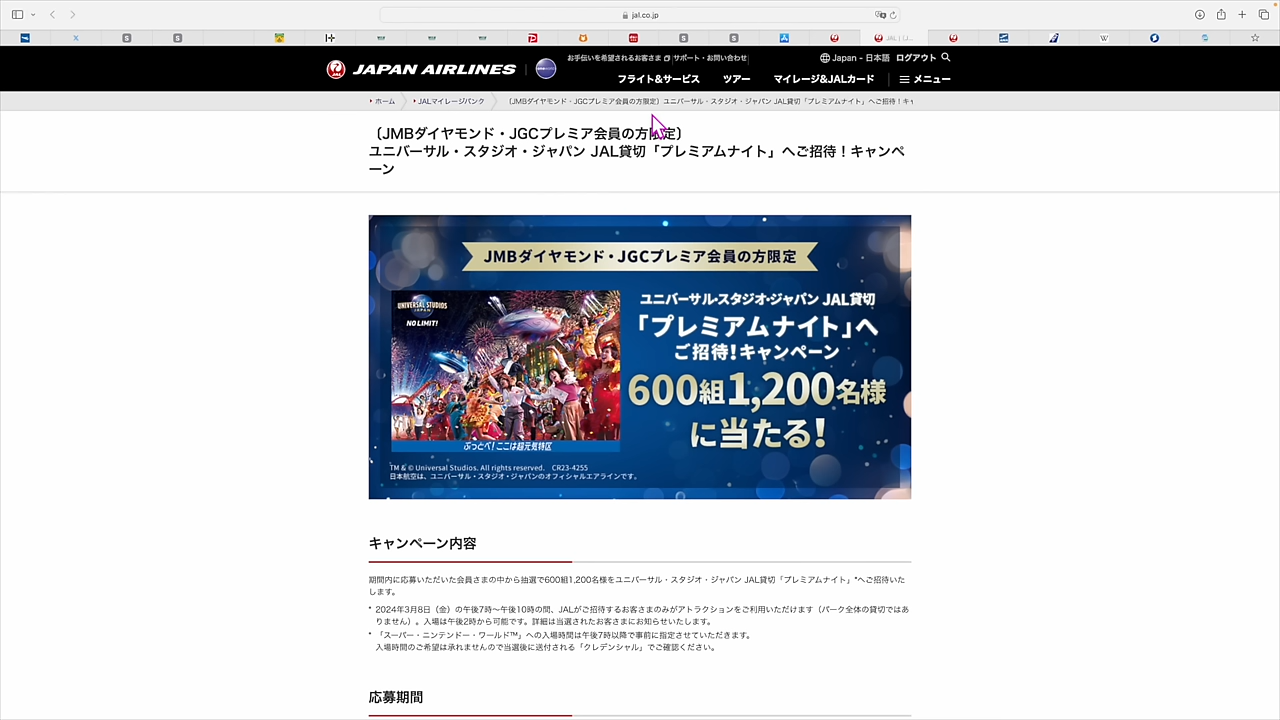 jal.co.jp
JAL | (J...
JAPAN AIRLINES
お手伝いを希望されるお客さま
サポート・お問い合わせ
Japan - 日本語
ログアウト
フライト&サービス
ツアー
マイレージ&JALカード
メニュー
ホーム
JALマイレージバンク
〔JMBダイヤモンド・JGCプレミア会員の方限定〕ユニバーサル・スタジオ・ジャパン JAL貸切「プレミアムナイト」へご招待！キャ
〔JMBダイヤモンド・JGCプレミア会員の方限定〕
ユニバーサル・スタジオ・ジャパン JAL貸切「プレミアムナイト」へご招待！キャンペ
ーン
JMBダイヤモンド・JGCプレミア会員の方限定
UNIVERSAL STUDIOS
JAPAN
NO LIMIT!
ぶっとべ!ここは超元気特区
ユニバーサル・スタジオ・ジャパン JAL貸切
「プレミアムナイト」へ
ご招待!キャンペーン
600組1,200名様
に当たる!
TM & © Universal Studios. All rights reserved. CR23-4255
日本航空は、ユニバーサル・スタジオ・ジャパンのオフィシャルエアラインです。
キャンペーン内容
期間内に応募いただいた会員さまの中から抽選で600組1,200名様をユニバーサル・スタジオ・ジャパン JAL貸切「プレミアムナイト」*へご招待いた
します。
* 2024年3月8日（金）の午後7時～午後10時の間、JALがご招待するお客さまのみがアトラクションをご利用いただけます（パーク全体の貸切ではあ
りません）。入場は午後2時から可能です。詳細は当選されたお客さまにお知らせいたします。
* 「スーパー・ニンテンドー・ワールド™」への入場時間は午後7時以降で事前に指定させていただきます。
入場時間のご希望は承れませんので当選後に送付される「クレデンシャル」でご確認ください。
応募期間